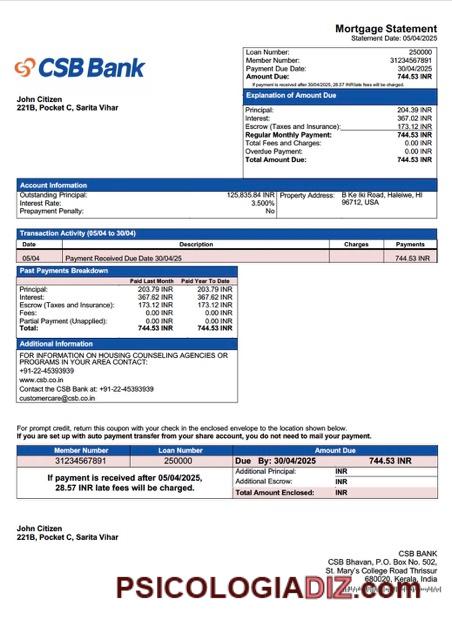 Mortgage Statement
Statement Date: 05/04/2025
CSB Bank
Loan Number: 250000
Member Number: 31234567891
Payment Due Date: 30/04/2025
Amount Due: 744.53 INR
If payment is received after 30/04/2025, 28.57 INR late fees will be charged.
John Citizen
221B, Pocket C, Sarita Vihar
Explanation of Amount Due
Principal: 204.39 INR
Interest: 367.02 INR
Escrow (Taxes and Insurance): 173.12 INR
Regular Monthly Payment: 744.53 INR
Total Fees and Charges: 0.00 INR
Overdue Payment: 0.00 INR
Total Amount Due: 744.53 INR
Account Information
Outstanding Principal: 125,835.84 INR Property Address: B Ke Iki Road, Haleiwe, HI
Interest Rate: 3.500% 96712, USA
Prepayment Penalty: No
Transaction Activity (05/04 to 30/04)
Date Description Charges Payments
05/04 Payment Received Due Date 30/04/25 744.53 INR
Past Payments Breakdown
Paid Last Month Paid Year To Date
Principal: 203.79 INR 203.79 INR
Interest: 367.62 INR 367.62 INR
Escrow (Taxes and Insurance): 173.12 INR 173.12 INR
Fees: 0.00 INR 0.00 INR
Partial Payment (Unapplied): 0.00 INR 0.00 INR
Total: 744.53 INR 744.53 INR
Additional Information
FOR INFORMATION ON HOUSING COUNSELING AGENCIES OR
PROGRAMS IN YOUR AREA CONTACT:
+91-22-45393939
www.csb.co.in
Contact the CSB Bank at: +91-22-45393939
customercare@csb.co.in
For prompt credit, return this coupon with your check in the enclosed envelope to the location shown below.
If you are set up with auto payment transfer from your share account, you do not need to mail your payment.
Member Number Loan Number Amount Due
31234567891 250000 Due By: 30/04/2025 744.53 INR
If payment is received after 05/04/2025,
28.57 INR late fees will be charged.
Additional Principal: INR
Additional Escrow: INR
Total Amount Enclosed: INR
John Citizen
221B, Pocket C, Sarita Vihar
CSB BANK
CSB Bhavan, P.O. Box No. 502,
St. Mary's College Road Thrissur
680020, Kerala, India
PSICOLOGIADIZ.com